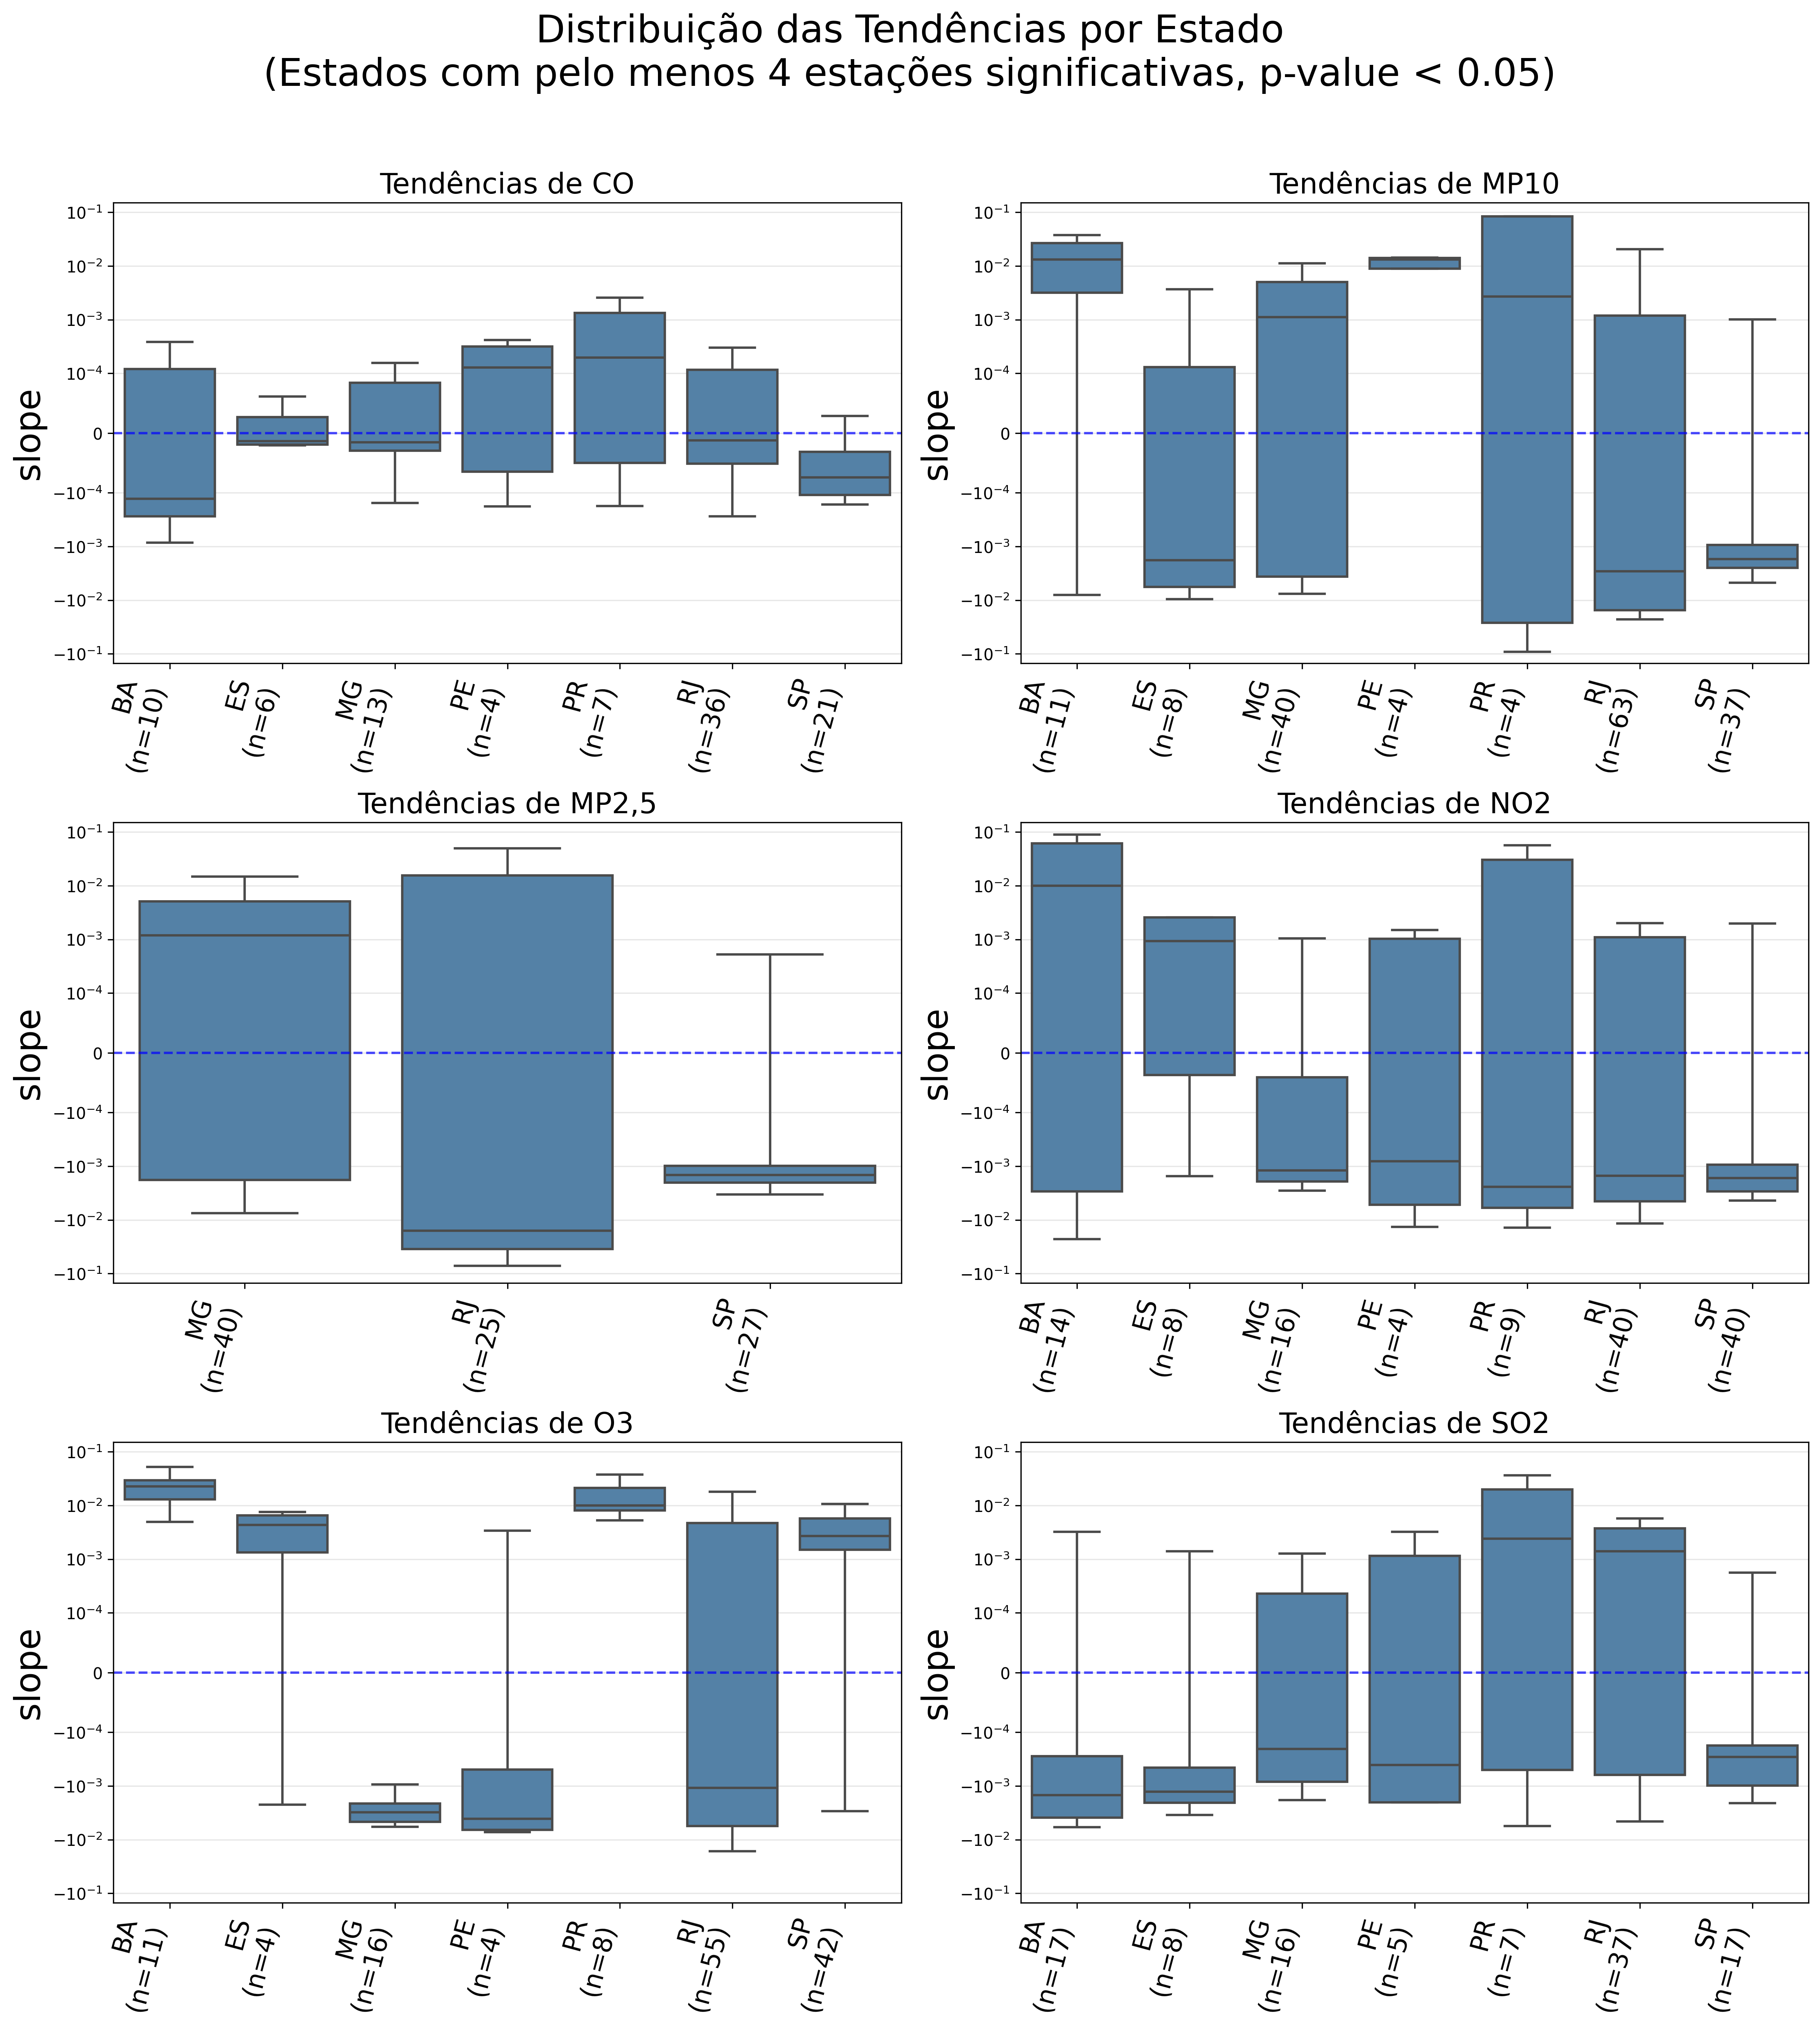 Distribuição das Tendências por Estado
(Estados com pelo menos 4 estações significativas, p-value < 0.05)
Tendências de CO
slope
10⁻¹
10⁻²
10⁻³
10⁻⁴
0
−10⁻⁴
−10⁻³
−10⁻²
−10⁻¹
BA
(n=10)
ES
(n=6)
MG
(n=13)
PE
(n=4)
PR
(n=7)
RJ
(n=36)
SP
(n=21)
Tendências de MP10
slope
10⁻¹
10⁻²
10⁻³
10⁻⁴
0
−10⁻⁴
−10⁻³
−10⁻²
−10⁻¹
BA
(n=11)
ES
(n=8)
MG
(n=40)
PE
(n=4)
PR
(n=4)
RJ
(n=63)
SP
(n=37)
Tendências de MP2,5
slope
10⁻¹
10⁻²
10⁻³
10⁻⁴
0
−10⁻⁴
−10⁻³
−10⁻²
−10⁻¹
MG
(n=40)
RJ
(n=25)
SP
(n=27)
Tendências de NO2
slope
10⁻¹
10⁻²
10⁻³
10⁻⁴
0
−10⁻⁴
−10⁻³
−10⁻²
−10⁻¹
BA
(n=14)
ES
(n=8)
MG
(n=16)
PE
(n=4)
PR
(n=9)
RJ
(n=40)
SP
(n=40)
Tendências de O3
slope
10⁻¹
10⁻²
10⁻³
10⁻⁴
0
−10⁻⁴
−10⁻³
−10⁻²
−10⁻¹
BA
(n=11)
ES
(n=4)
MG
(n=16)
PE
(n=4)
PR
(n=8)
RJ
(n=55)
SP
(n=42)
Tendências de SO2
slope
10⁻¹
10⁻²
10⁻³
10⁻⁴
0
−10⁻⁴
−10⁻³
−10⁻²
−10⁻¹
BA
(n=17)
ES
(n=8)
MG
(n=16)
PE
(n=5)
PR
(n=7)
RJ
(n=37)
SP
(n=17)